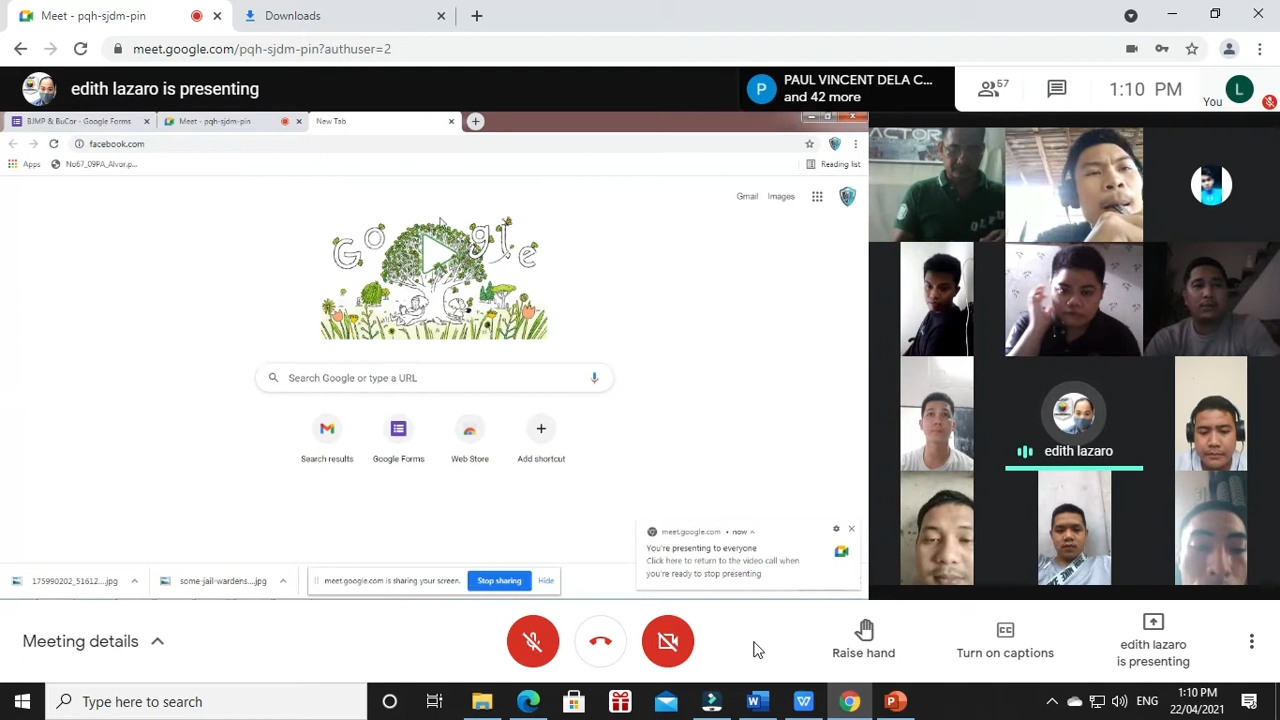 Meet - pqh-sjdm-pin
Downloads
meet.google.com/pqh-sjdm-pin?authuser=2
edith lazaro is presenting
P
PAUL VINCENT DELA C...
and 42 more
57
1:10 PM
You
L
BJMP & BuCor - Google Forms
Meet - pqh-sjdm-pin
New Tab
facebook.com
Apps
No67_09PA_Alvor.p...
Reading list
Gmail
Images
Google
Search Google or type a URL
Search results
Google Forms
Web Store
Add shortcut
meet.google.com • now
You're presenting to everyone
Click here to return to the video call when
you're ready to stop presenting
175990202_51612....jpg
some-jail-wardens....jpg
meet.google.com is sharing your screen.
Stop sharing
Hide
ACTOR
edith lazaro
Meeting details
Raise hand
CC
Turn on captions
edith lazaro
is presenting
Type here to search
ENG
1:10 PM
22/04/2021